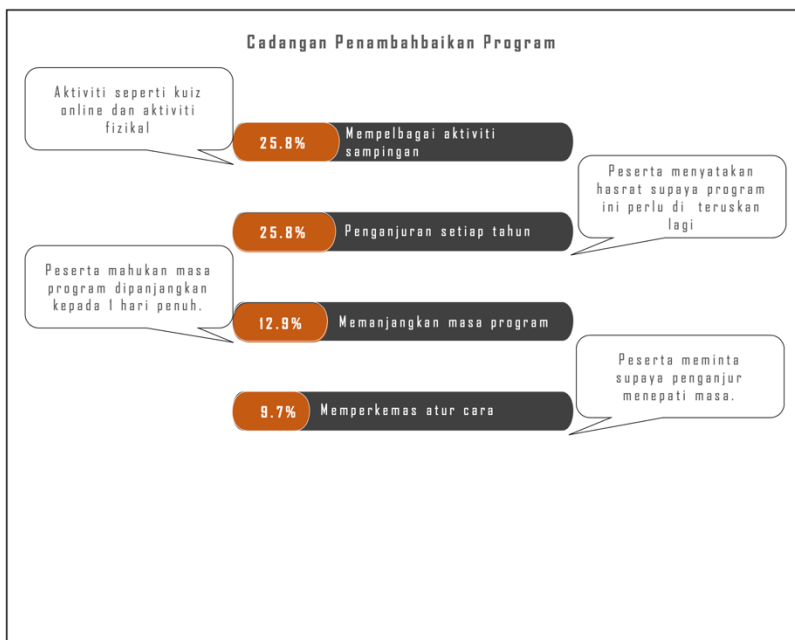 Cadangan Penambahbaikan Program
Aktiviti seperti kuiz
online dan aktiviti
fizikal
25.8%
Mempelbagai aktiviti
sampingan
Peserta menyatakan
hasrat supaya program
ini perlu di teruskan
lagi
25.8%
Penganjuran setiap tahun
Peserta mahukan masa
program dipanjangkan
kepada 1 hari penuh.
12.9%
Memanjangkan masa program
Peserta meminta
supaya penganjur
menepati masa.
9.7%
Memperkemas atur cara